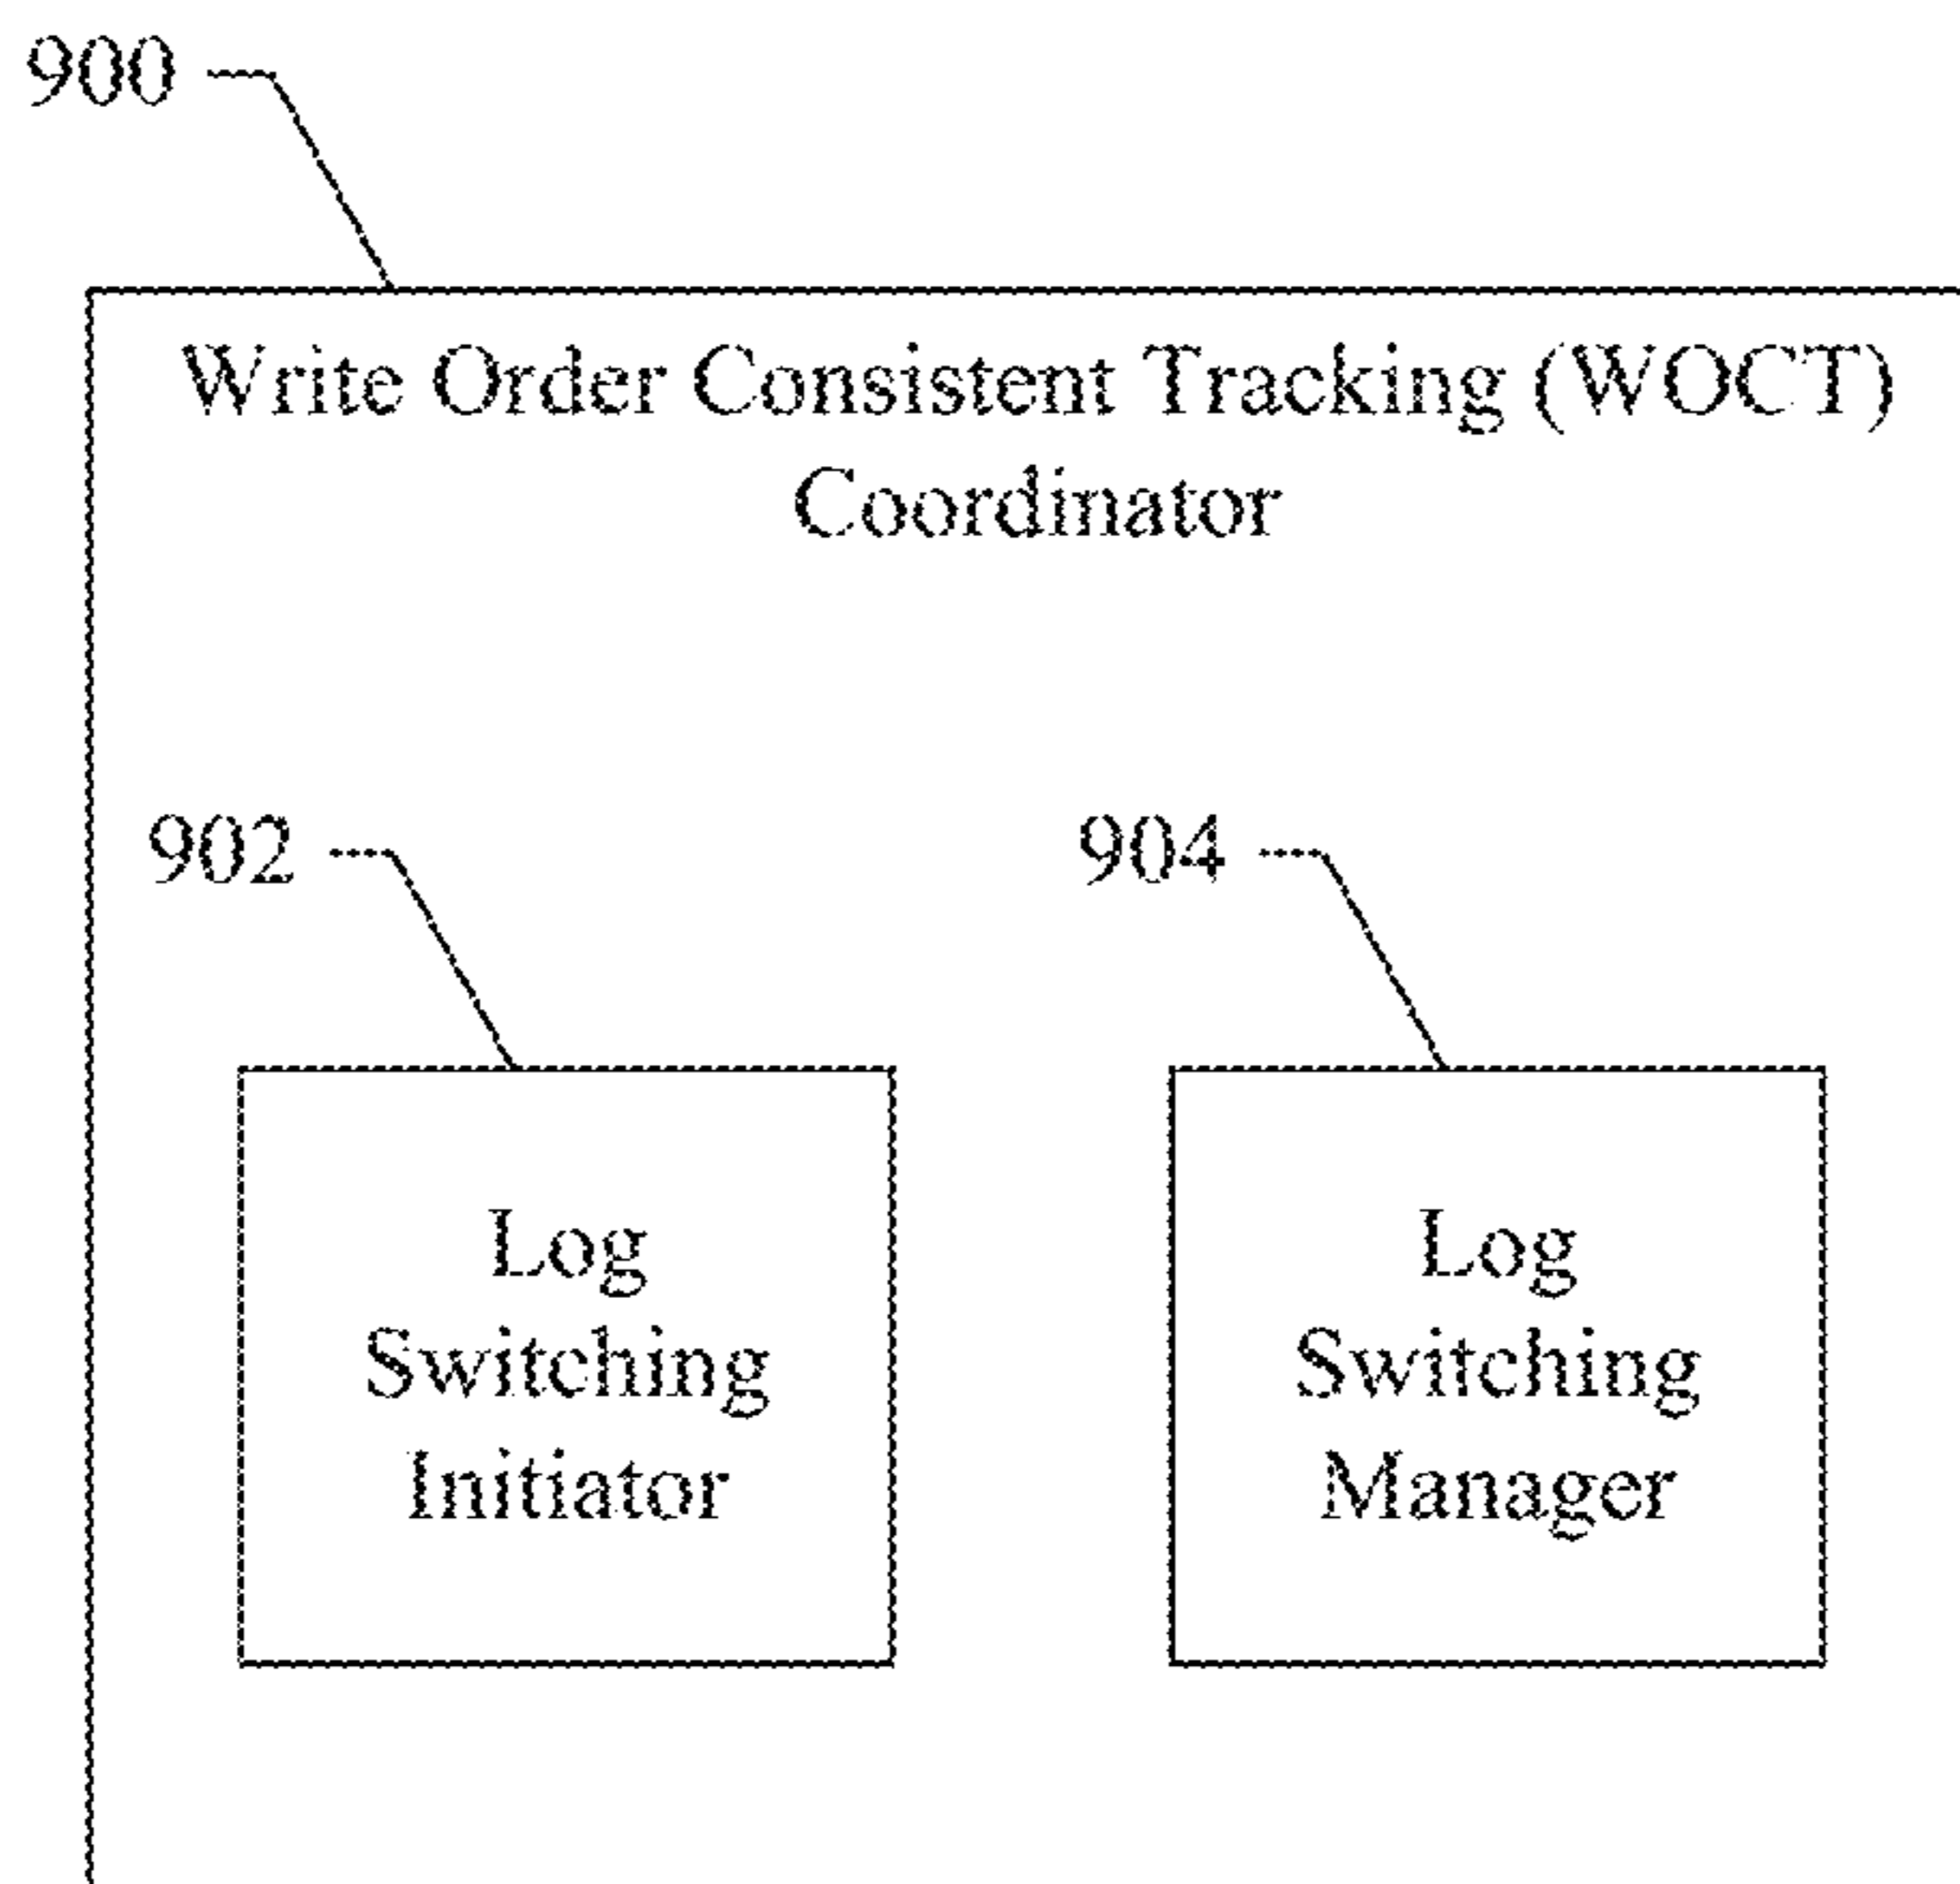 900
Write Order Consistent Tracking (WOCT)
Coordinator
902
904
Log
Switching
Initiator
Log
Switching
Manager